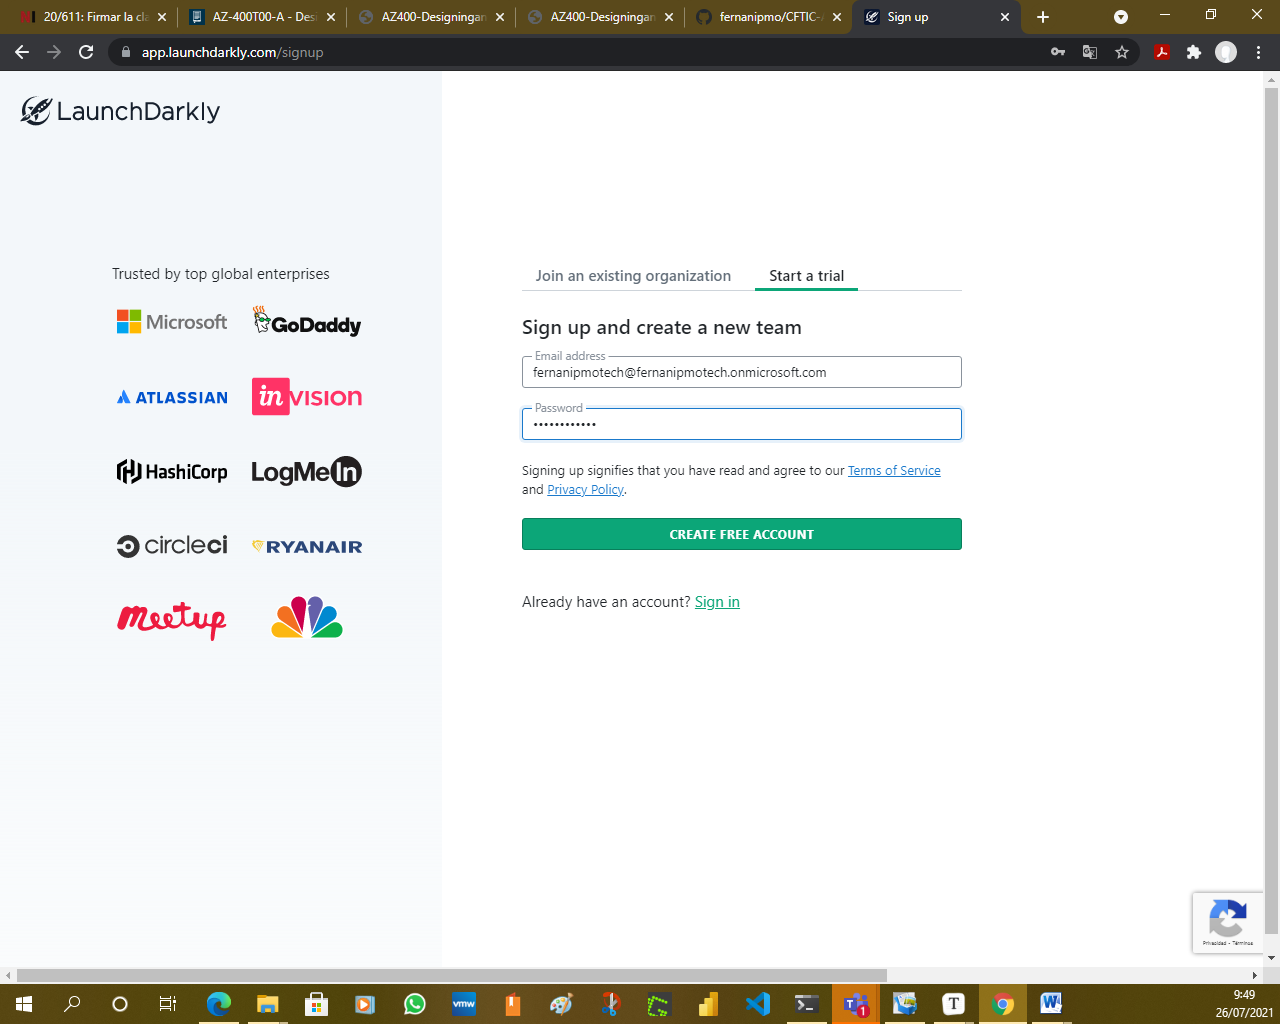 20/611: Firmar la cla
AZ-400T00-A - Des
AZ400-Designingan
AZ400-Designingan
fernanipmo/CFTIC-
Sign up
app.launchdarkly.com/signup
LaunchDarkly
Trusted by top global enterprises
Microsoft
GoDaddy
ATLASSIAN
inVISION
HashiCorp
LogMeIn
circleci
RYANAIR
Meetup
Join an existing organization
Start a trial
Sign up and create a new team
Email address
fernanipmotech@fernanipmotech.onmicrosoft.com
Password
••••••••••••
Signing up signifies that you have read and agree to our Terms of Service
and Privacy Policy.
CREATE FREE ACCOUNT
Already have an account? Sign in
Privacidad - Términos
vmw
1
T
W
9:49
26/07/2021